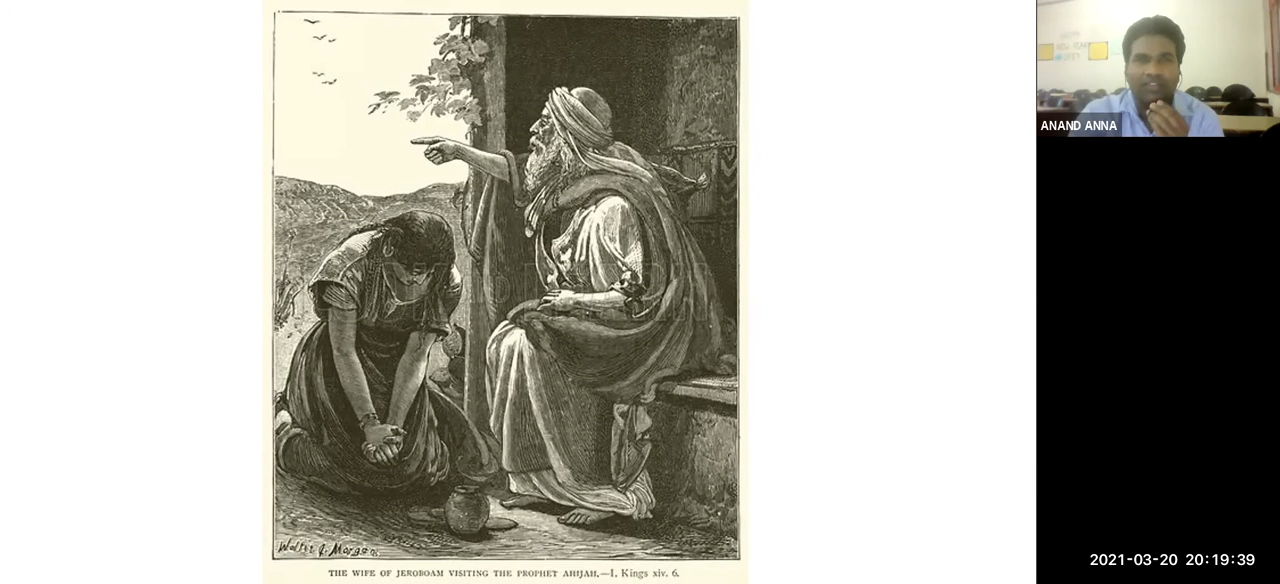 ANAND ANNA
Walter J. Morgan.
THE WIFE OF JEROBOAM VISITING THE PROPHET AHIJAH.—I. Kings xiv. 6.
2021-03-20 20:19:39